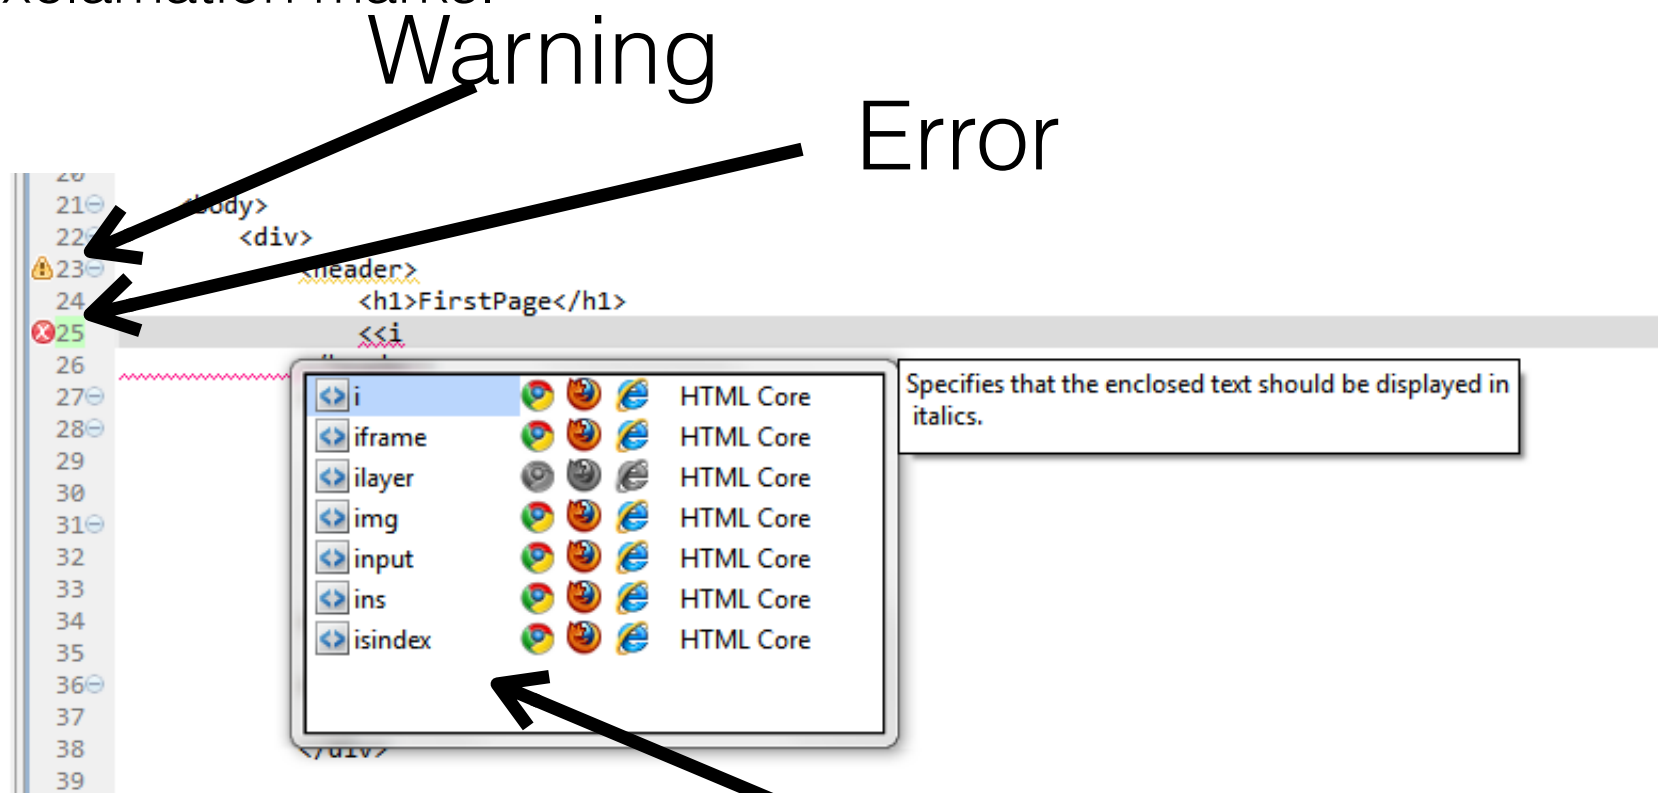 marks.
Warning
Error
20
21 <body>
22 <div>
23 <header>
24 <h1>FirstPage</h1>
25 <<i
26
27
28
29
30
31
32
33
34
35
36
37
38 </div>
39
i HTML Core
iframe HTML Core
ilayer HTML Core
img HTML Core
input HTML Core
ins HTML Core
isindex HTML Core
Specifies that the enclosed text should be displayed in
italics.